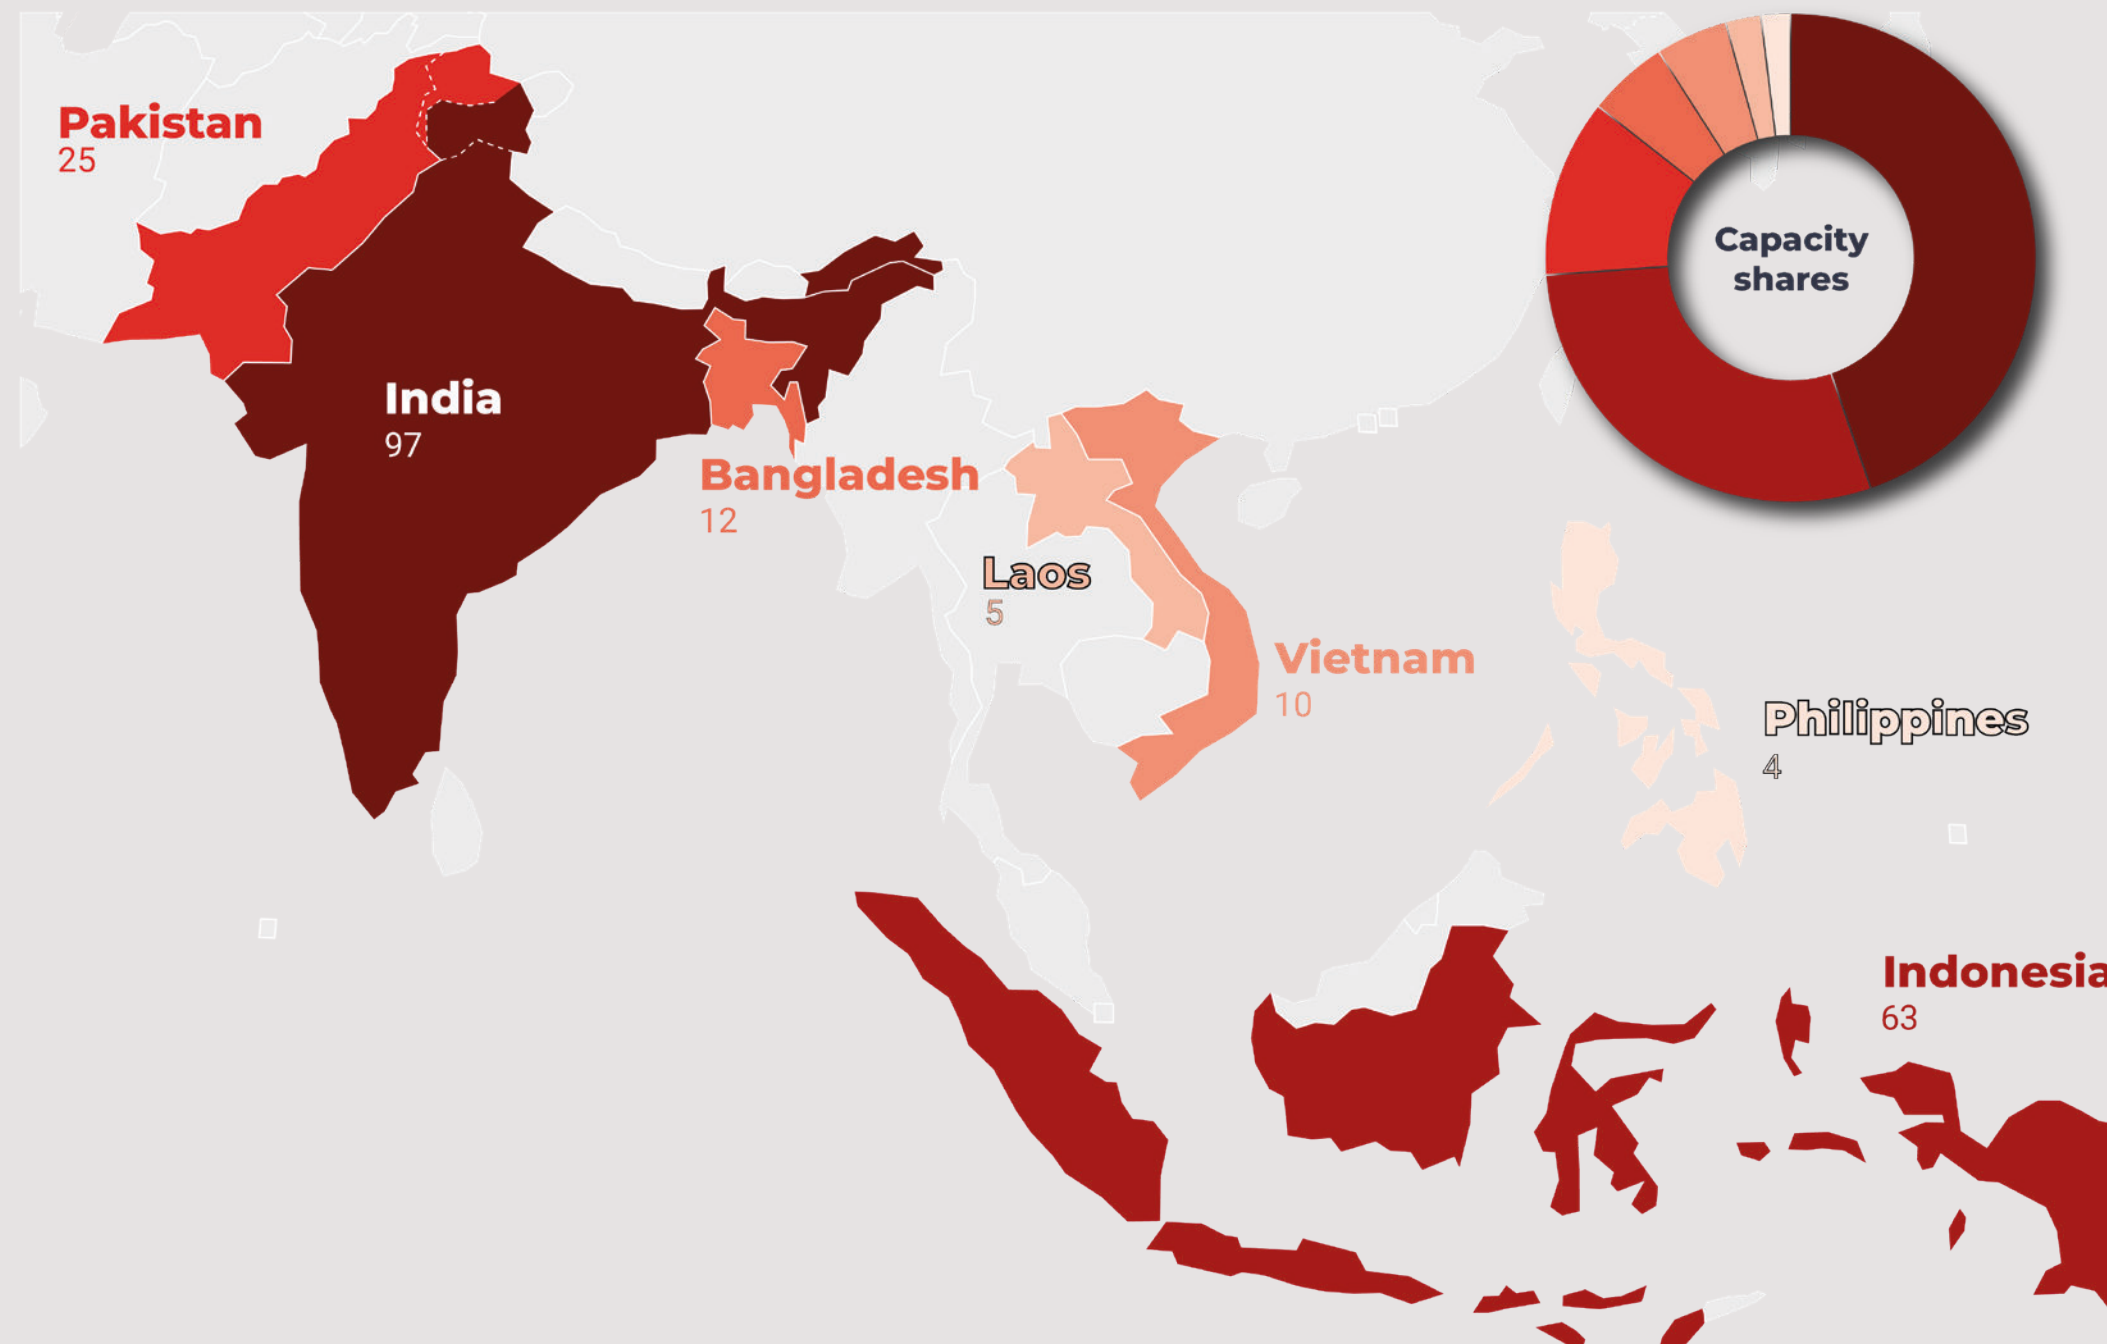 Pakistan
25
Capacity
shares
India
97
Bangladesh
12
Laos
5
Vietnam
10
Philippines
4
Indonesia
63